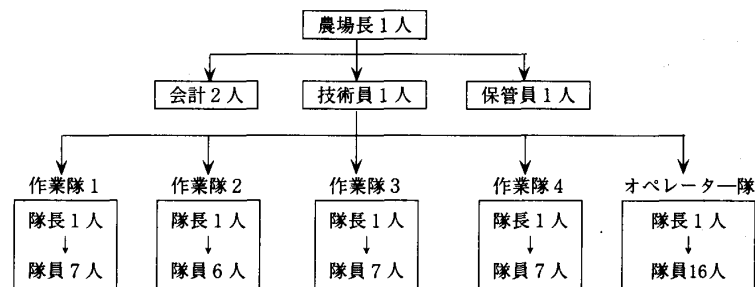 農場長1人
会計2人 技術員1人 保管員1人
作業隊1 作業隊2 作業隊3 作業隊4 オペレーター隊
隊長1人 隊長1人 隊長1人 隊長1人 隊長1人
隊員7人 隊員6人 隊員7人 隊員7人 隊員16人